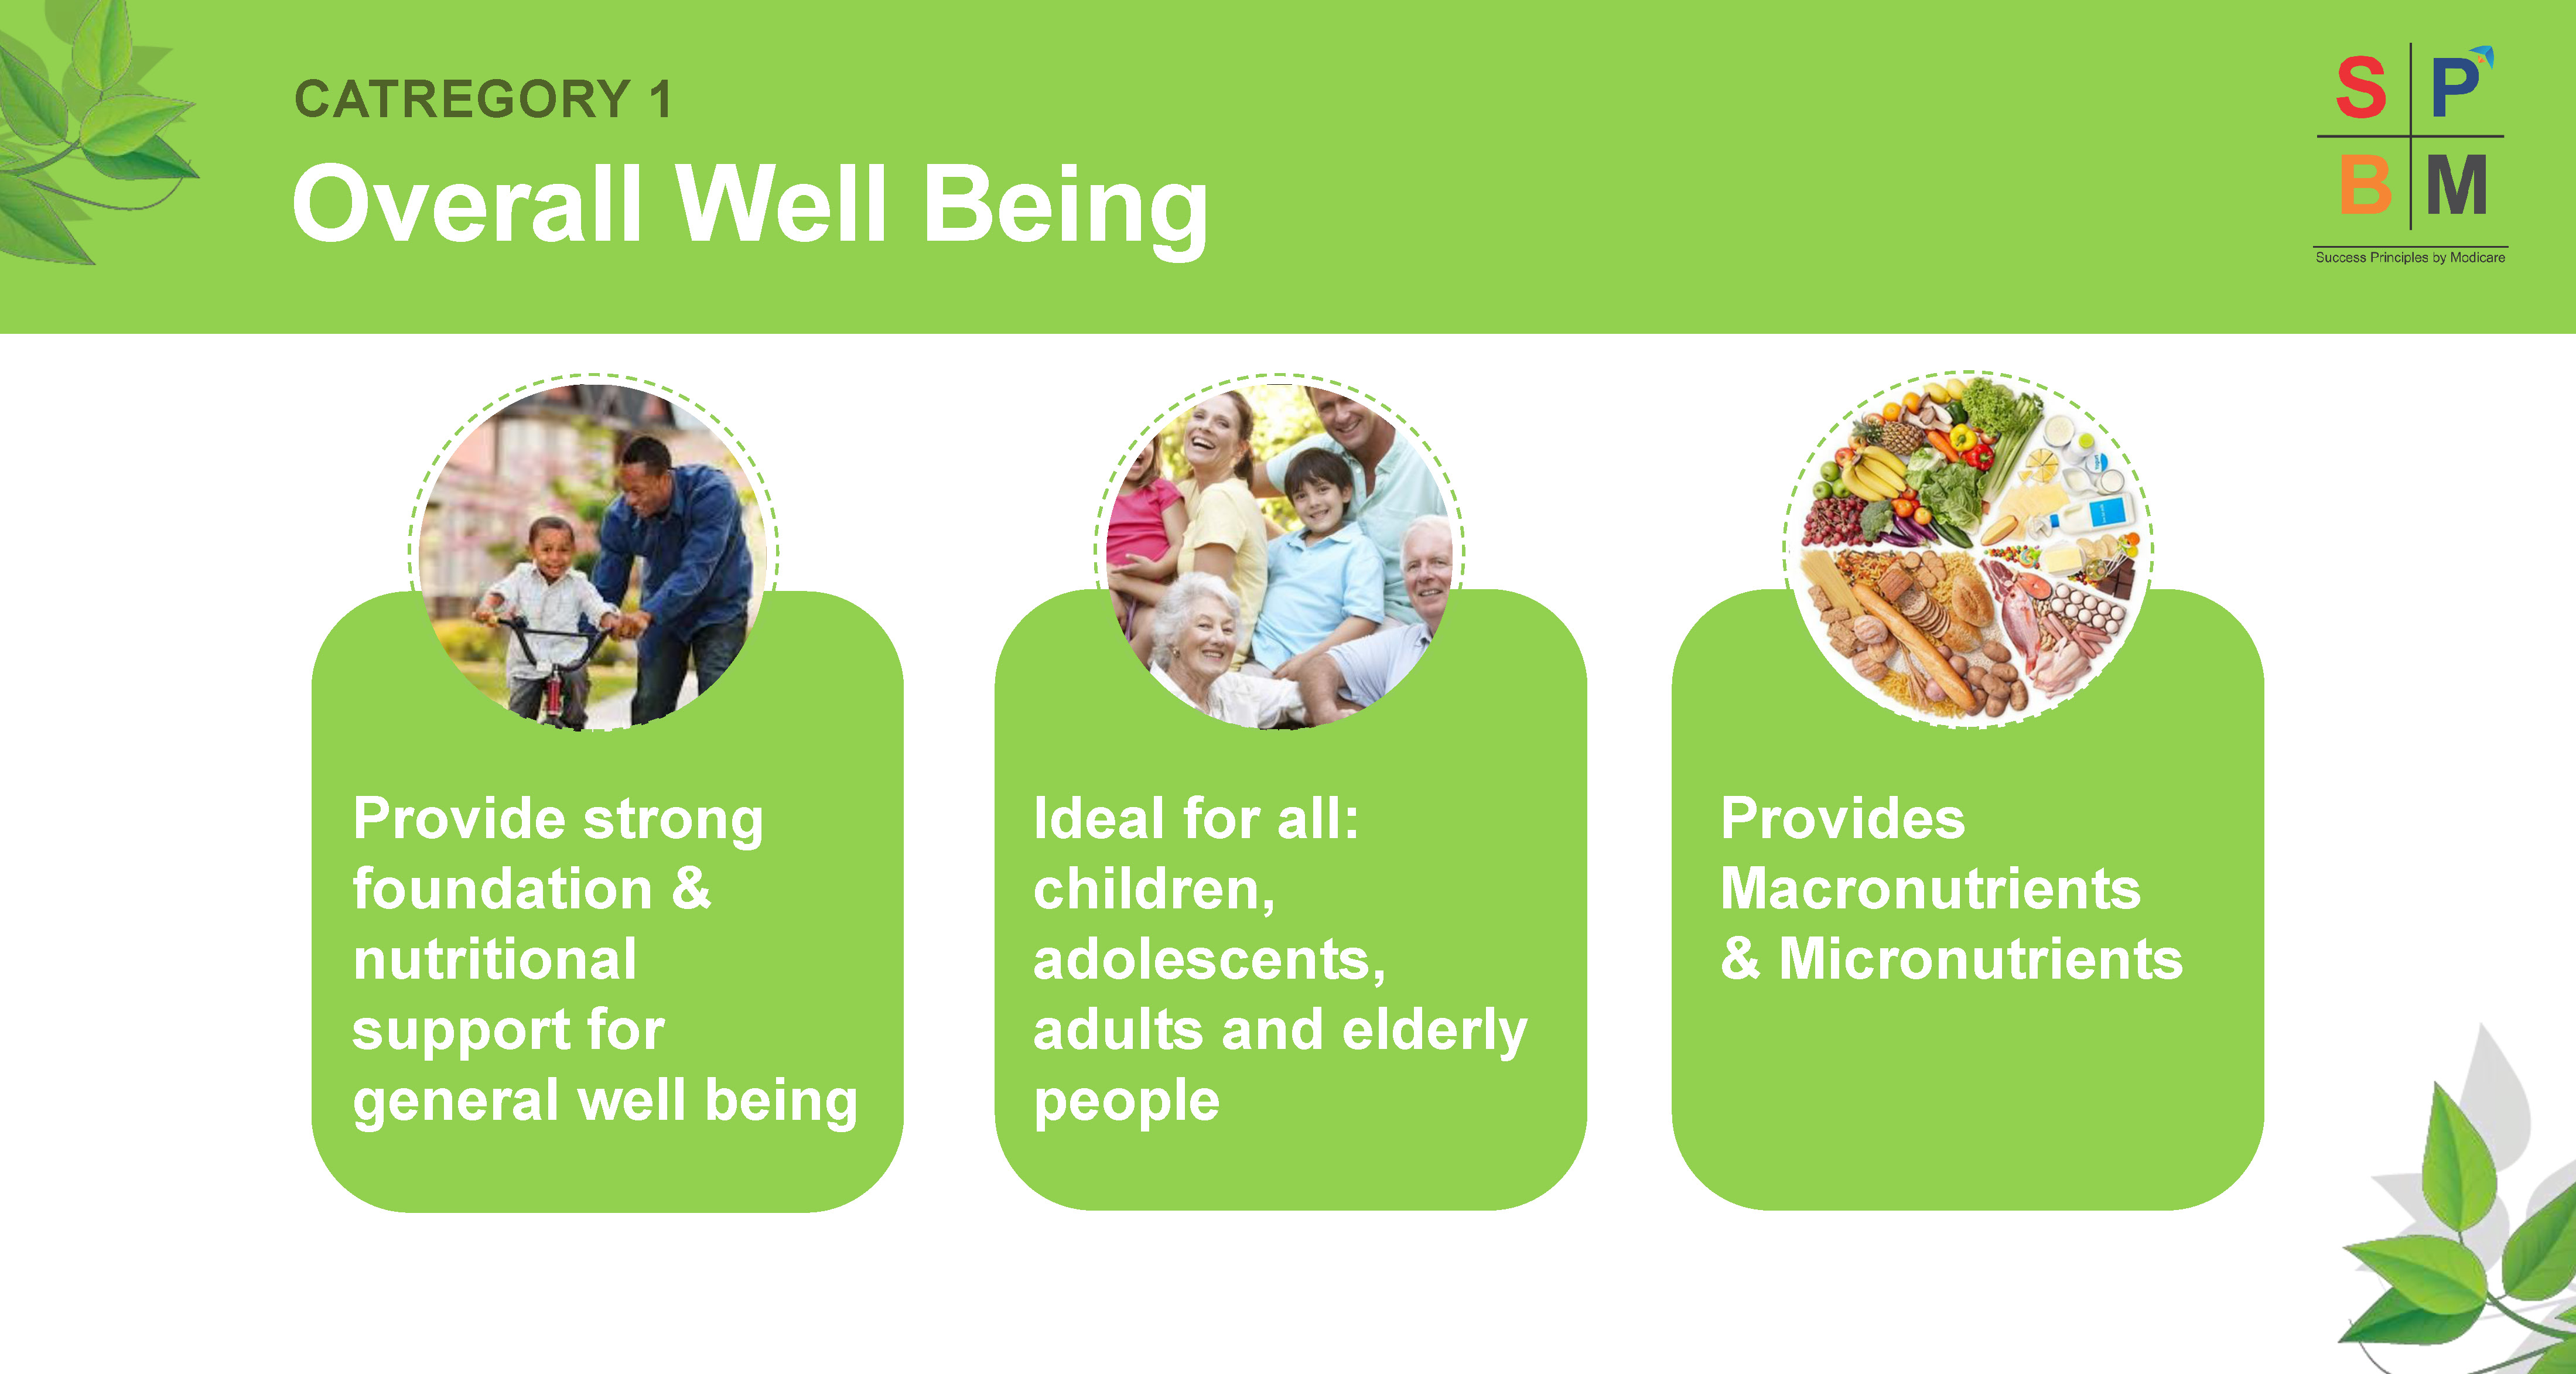 CATREGORY 1
Overall Well Being
S P
B M
Success Principles by Modicare
Provide strong
foundation &
nutritional
support for
general well being
Ideal for all:
children,
adolescents,
adults and elderly
people
Provides
Macronutrients
& Micronutrients